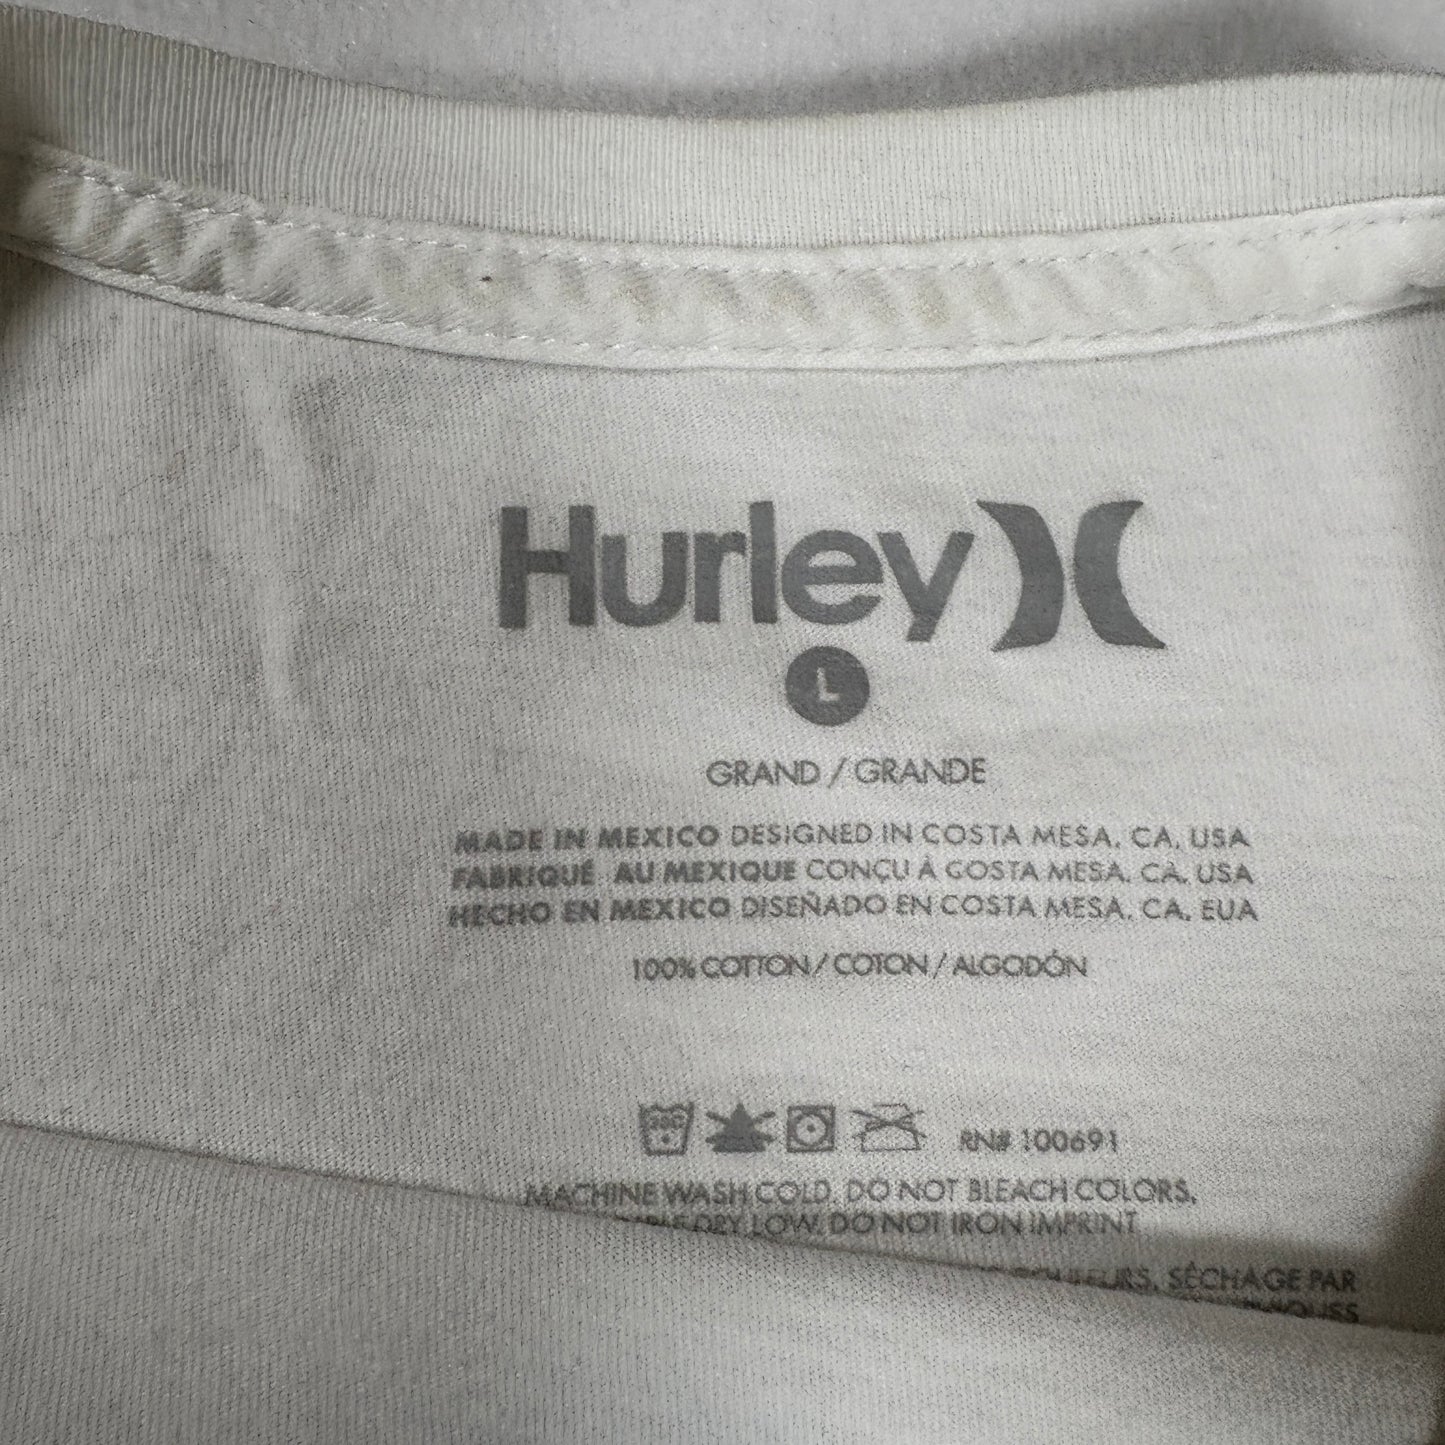 Hurley
L
GRAND / GRANDE
MADE IN MEXICO DESIGNED IN COSTA MESA, CA, USA
FABRIQUÉ AU MEXIQUE CONÇU À COSTA MESA, CA, USA
HECHO EN MEXICO DISEÑADO EN COSTA MESA, CA, EUA
100% COTTON / COTON / ALGODÓN
30C
RN# 100691
MACHINE WASH COLD, DO NOT BLEACH COLORS,
DRY LOW, DO NOT IRON IMPRINT
COULEURS, SÉCHAGE PAR